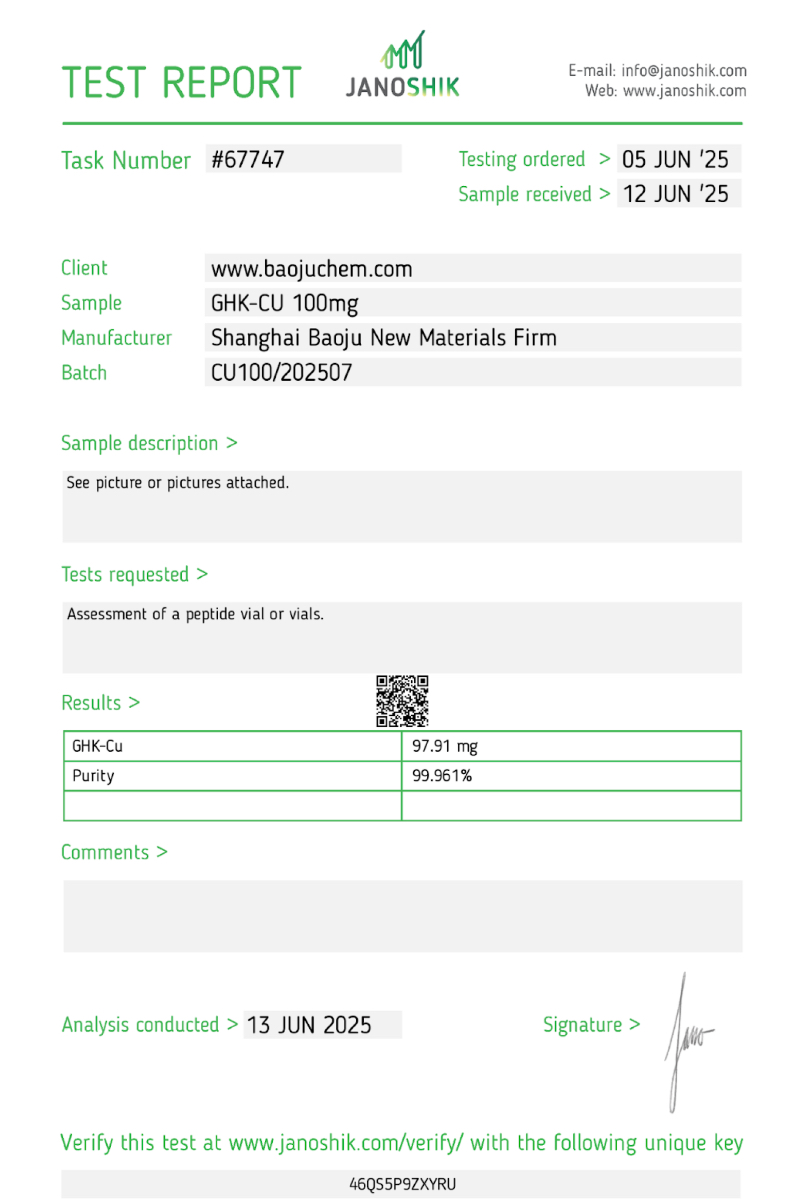 TEST REPORT
JANOSHIK
E-mail: info@janoshik.com
Web: www.janoshik.com
Task Number #67747
Testing ordered > 05 JUN '25
Sample received > 12 JUN '25
Client www.baojuchem.com
Sample GHK-CU 100mg
Manufacturer Shanghai Baoju New Materials Firm
Batch CU100/202507
Sample description >
See picture or pictures attached.
Tests requested >
Assessment of a peptide vial or vials.
Results >
GHK-Cu 97.91 mg
Purity 99.961%
Comments >
Analysis conducted > 13 JUN 2025
Signature > Jano
Verify this test at www.janoshik.com/verify/ with the following unique key
46QS5P9ZXYRU